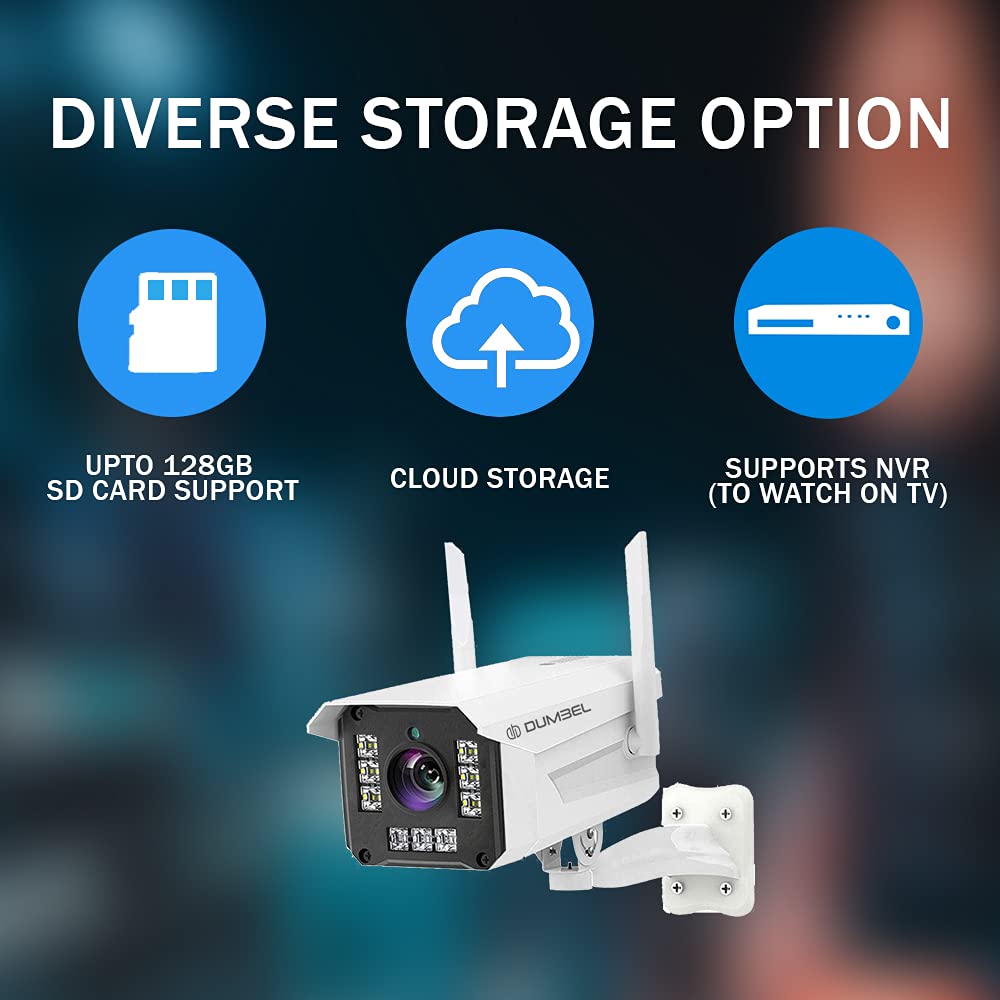 DIVERSE STORAGE OPTION
UPTO 128GB
SD CARD SUPPORT
CLOUD STORAGE
SUPPORTS NVR
(TO WATCH ON TV)
DUMBEL